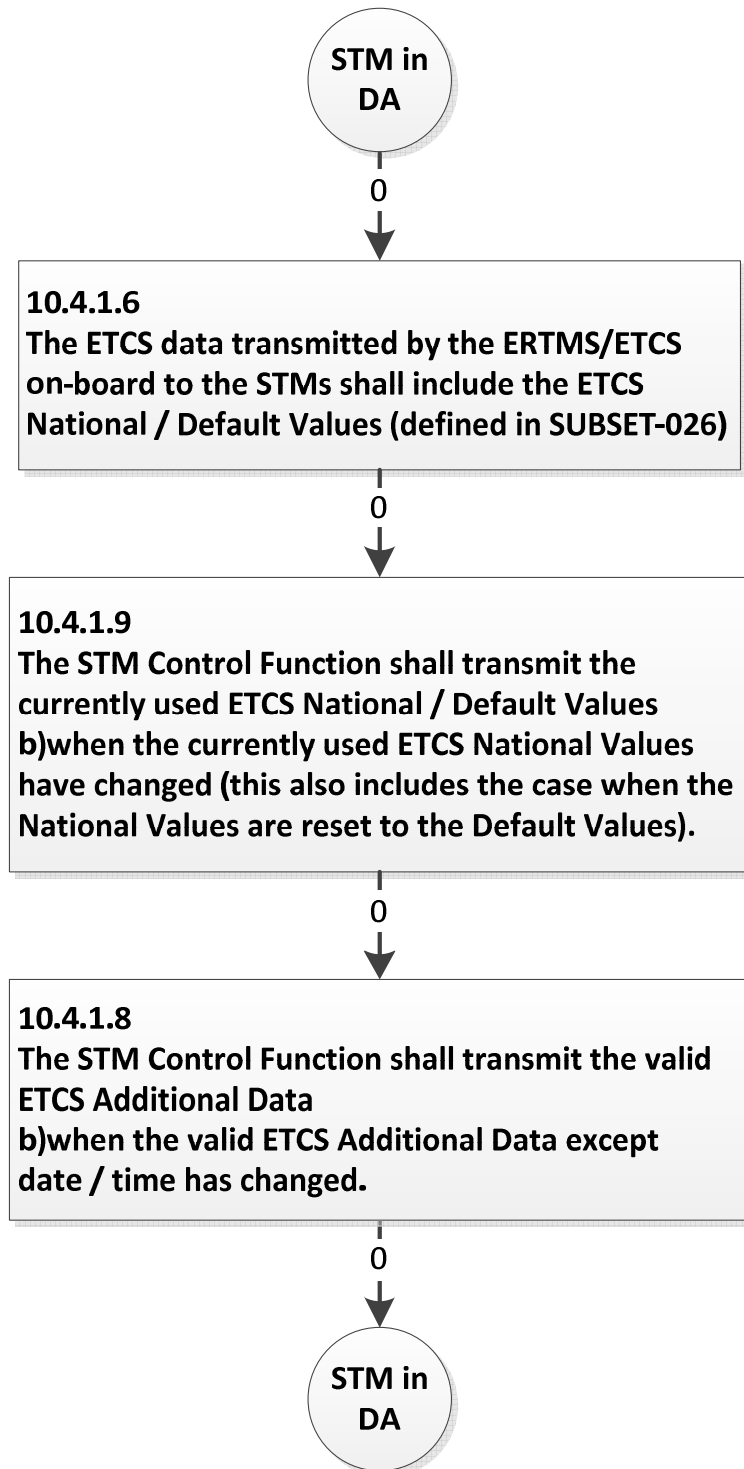 STM in
DA
0
10.4.1.6
The ETCS data transmitted by the ERTMS/ETCS
on-board to the STMs shall include the ETCS
National / Default Values (defined in SUBSET-026)
0
10.4.1.9
The STM Control Function shall transmit the
currently used ETCS National / Default Values
b)when the currently used ETCS National Values
have changed (this also includes the case when the
National Values are reset to the Default Values).
0
10.4.1.8
The STM Control Function shall transmit the valid
ETCS Additional Data
b)when the valid ETCS Additional Data except
date / time has changed.
0
STM in
DA